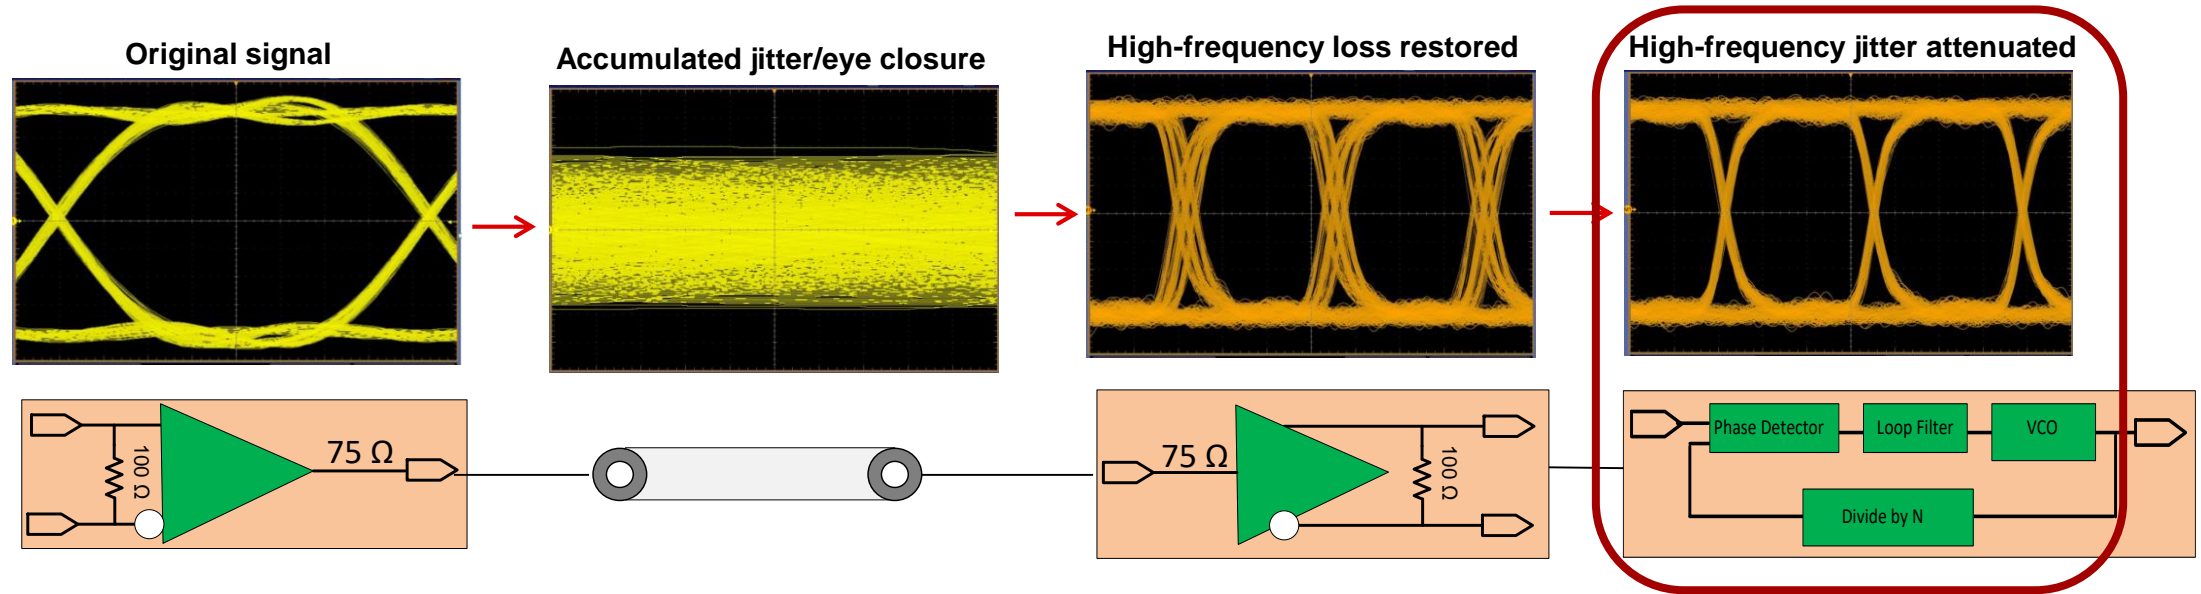 Original signal
Accumulated jitter/eye closure
High-frequency loss restored
High-frequency jitter attenuated
100 Ω
75 Ω
75 Ω
100 Ω
Phase Detector
Loop Filter
VCO
Divide by N